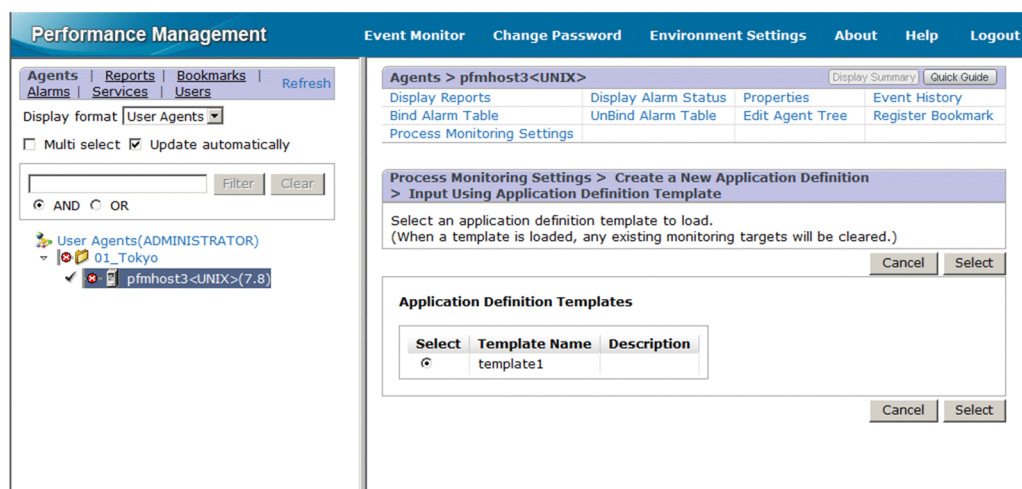 Performance Management
Event Monitor Change Password Environment Settings About Help Logout
Agents | Reports | Bookmarks |
Alarms | Services | Users
Refresh
Display format User Agents
Multi select Update automatically
Filter Clear
AND OR
User Agents(ADMINISTRATOR)
01_Tokyo
pfmhost3<UNIX>(7.8)
Agents > pfmhost3<UNIX>
Display Summary Quick Guide
Display Reports Display Alarm Status Properties Event History
Bind Alarm Table UnBind Alarm Table Edit Agent Tree Register Bookmark
Process Monitoring Settings
Process Monitoring Settings > Create a New Application Definition
> Input Using Application Definition Template
Select an application definition template to load.
(When a template is loaded, any existing monitoring targets will be cleared.)
Cancel Select
Application Definition Templates
Select Template Name Description
template1
Cancel Select